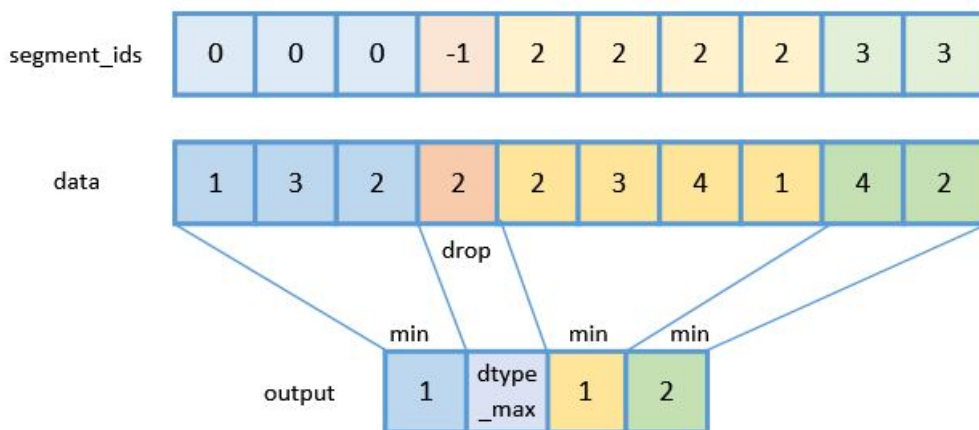 segment_ids 0 0 0 -1 2 2 2 2 3 3
data 1 3 2 2 2 3 4 1 4 2
drop
min min min
output 1 dtype 1 2
_max